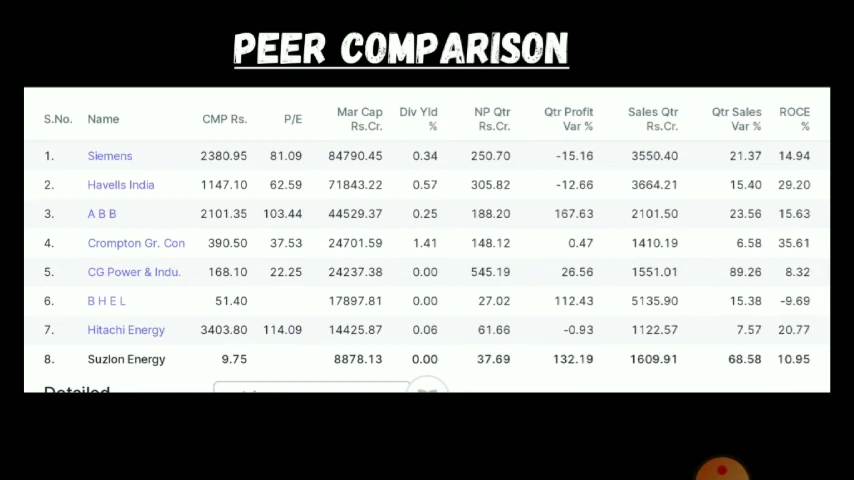 PEER COMPARISON
S.No. Name CMP Rs. P/E Mar Cap Rs.Cr. Div Yld % NP Qtr Rs.Cr. Qtr Profit Var % Sales Qtr Rs.Cr. Qtr Sales Var % ROCE %
1. Siemens 2380.95 81.09 84790.45 0.34 250.70 -15.16 3550.40 21.37 14.94
2. Havells India 1147.10 62.59 71843.22 0.57 305.82 -12.66 3664.21 15.40 29.20
3. A B B 2101.35 103.44 44529.37 0.25 188.20 167.63 2101.50 23.56 15.63
4. Crompton Gr. Con 390.50 37.53 24701.59 1.41 148.12 0.47 1410.19 6.58 35.61
5. CG Power & Indu. 168.10 22.25 24237.38 0.00 545.19 26.56 1551.01 89.26 8.32
6. B H E L 51.40 17897.81 0.00 27.02 112.43 5135.90 15.38 -9.69
7. Hitachi Energy 3403.80 114.09 14425.87 0.06 61.66 -0.93 1122.57 7.57 20.77
8. Suzlon Energy 9.75 8878.13 0.00 37.69 132.19 1609.91 68.58 10.95
Detailed